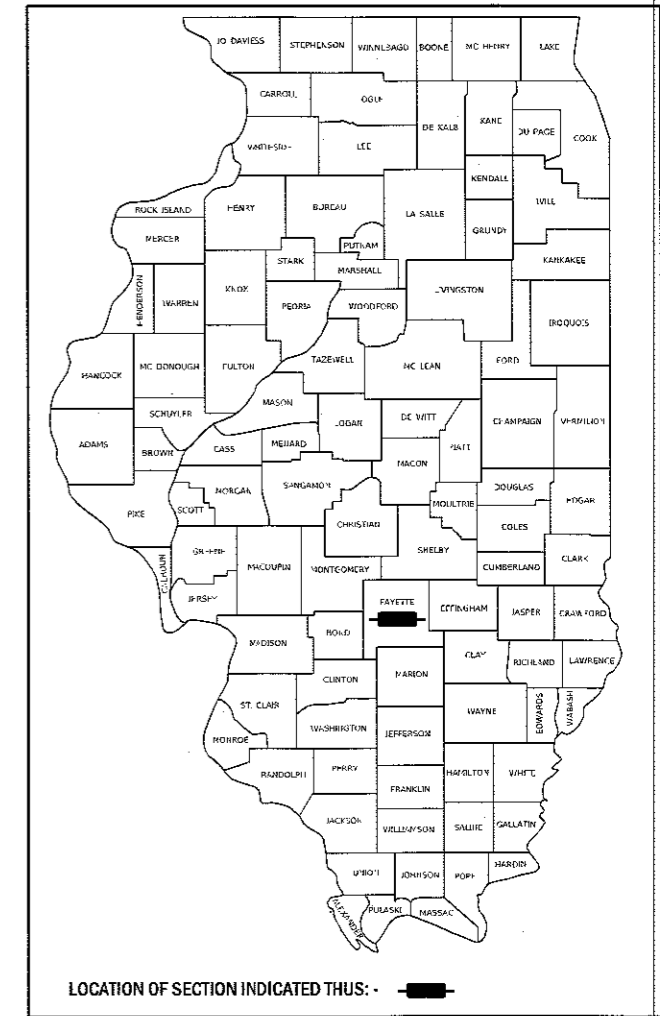 JO DAVIESS STEPHENSON WINNEBAGO BOONE MC HENRY LAKE
CARROLL OGLE DE KALB KANE DU PAGE COOK
WHITESIDE LEE KENDALL WILL
ROCK ISLAND HENRY BUREAU LA SALLE GRUNDY
MERCER PUTNAM KANKAKEE
STARK MARSHALL
HENDERSON WARREN KNOX PEORIA WOODFORD LIVINGSTON IROQUOIS
HANCOCK MC DONOUGH FULTON TAZEWELL MC LEAN FORD
SCHUYLER MASON LOGAN DE WITT CHAMPAIGN VERMILION
ADAMS BROWN CASS MENARD MACON PIATT
PIKE SCOTT MORGAN SANGAMON CHRISTIAN MOULTRIE DOUGLAS EDGAR
COLES
CALHOUN GREENE MACOUPIN MONTGOMERY SHELBY CUMBERLAND CLARK
JERSEY FAYETTE EFFINGHAM JASPER CRAWFORD
MADISON BOND CLAY RICHLAND LAWRENCE
CLINTON MARION
ST. CLAIR WASHINGTON WAYNE EDWARDS WABASH
MONROE JEFFERSON
RANDOLPH PERRY HAMILTON WHITE
FRANKLIN
JACKSON WILLIAMSON SALINE GALLATIN
UNION JOHNSON POPE HARDIN
ALEXANDER PULASKI MASSAC
LOCATION OF SECTION INDICATED THUS: -